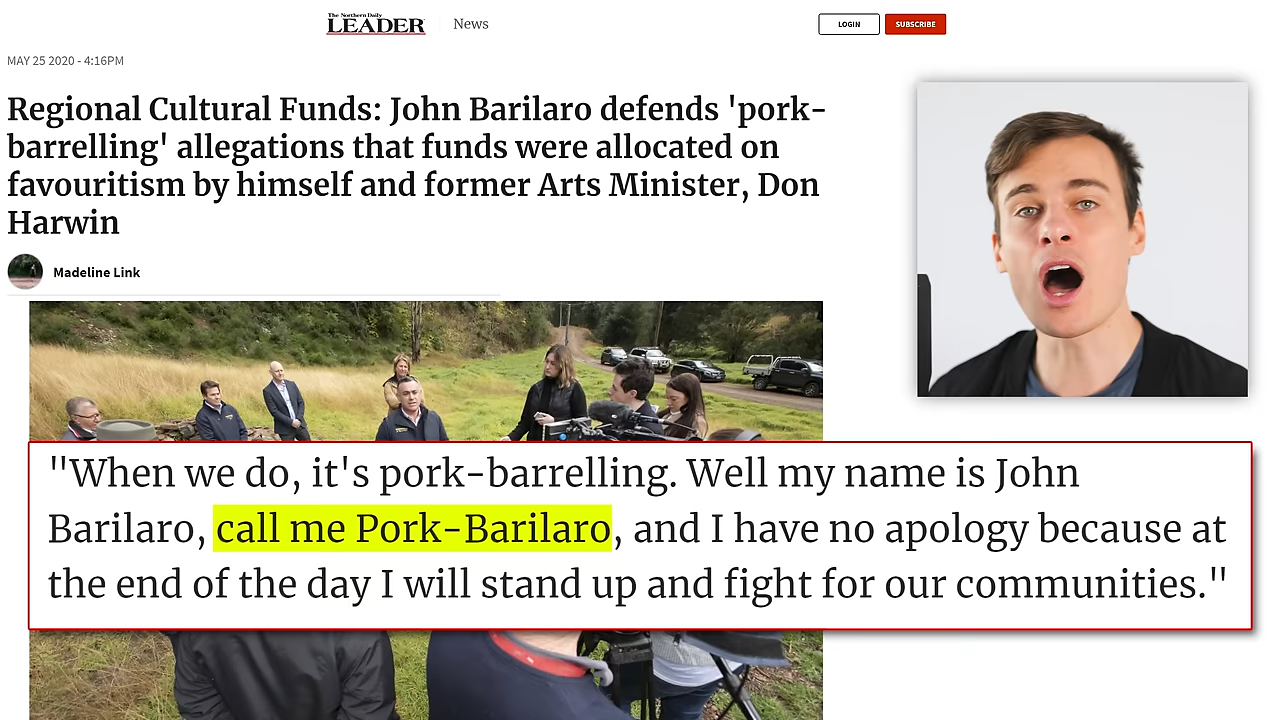 The Northern Daily
LEADER
News
LOGIN
SUBSCRIBE
MAY 25 2020 - 4:16PM
Regional Cultural Funds: John Barilaro defends 'pork-
barrelling' allegations that funds were allocated on
favouritism by himself and former Arts Minister, Don
Harwin
Madeline Link
"When we do, it's pork-barrelling. Well my name is John
Barilaro, call me Pork-Barilaro, and I have no apology because at
the end of the day I will stand up and fight for our communities."